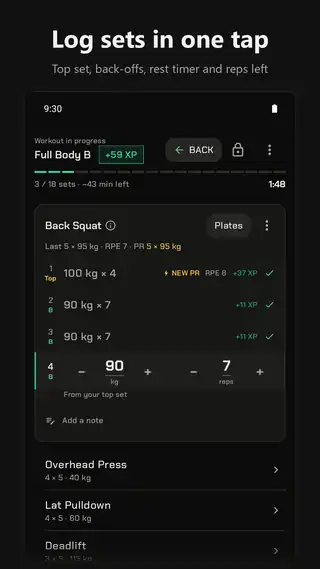 Log sets in one tap
Top set, back-offs, rest timer and reps left
9:30
Workout in progress
Full Body B
+59 XP
← BACK
3 / 18 sets · ~43 min left
1:48
Back Squat
Plates
Last 5 × 95 kg · RPE 7 · PR 5 × 95 kg
1
Top
100 kg × 4
NEW PR
RPE 8
+37 XP
2
B
90 kg × 7
+11 XP
3
B
90 kg × 7
+11 XP
4
B
− 90 +
kg
− 7 +
reps
From your top set
Add a note
Overhead Press
4 × 5 · 40 kg
Lat Pulldown
4 × 5 · 60 kg
Deadlift
3 × 5 · 115 kg